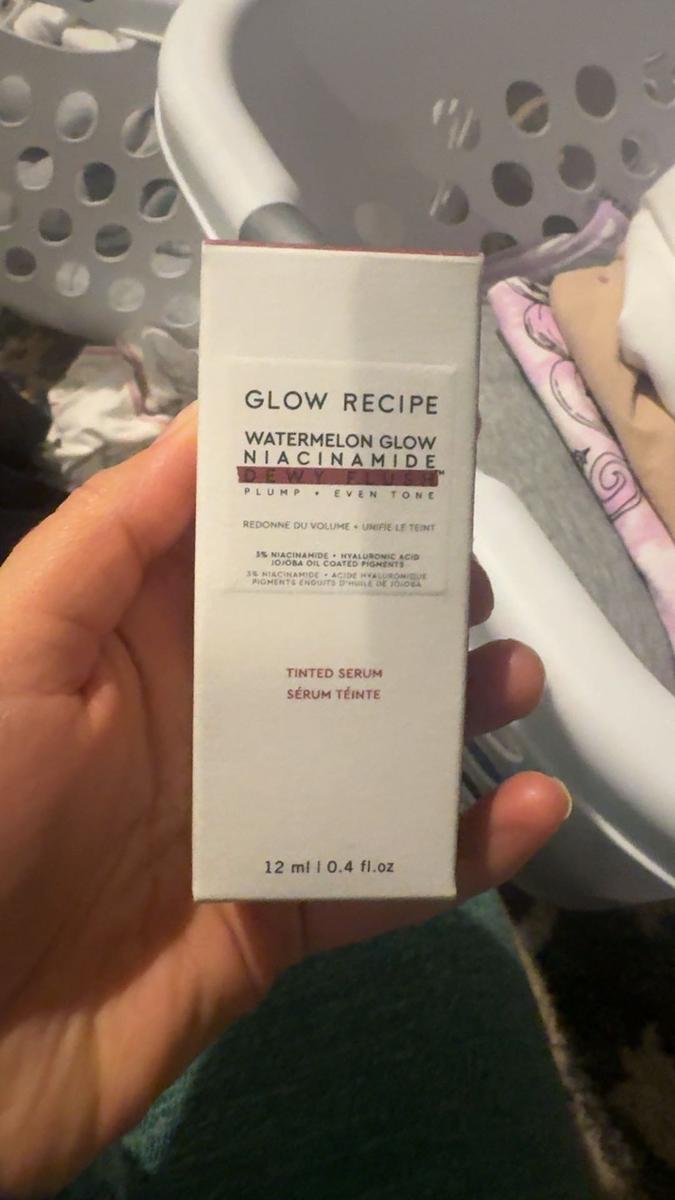 GLOW RECIPE
WATERMELON GLOW
NIACINAMIDE
DEWY FLUSH™
PLUMP + EVEN TONE
REDONNE DU VOLUME + UNIFIE LE TEINT
3% NIACINAMIDE • HYALURONIC ACID
JOJOBA OIL COATED PIGMENTS
3% NIACINAMIDE • ACIDE HYALURONIQUE
PIGMENTS ENDUITS D'HUILE DE JOJOBA
TINTED SERUM
SÉRUM TÉINTE
12 ml | 0.4 fl.oz